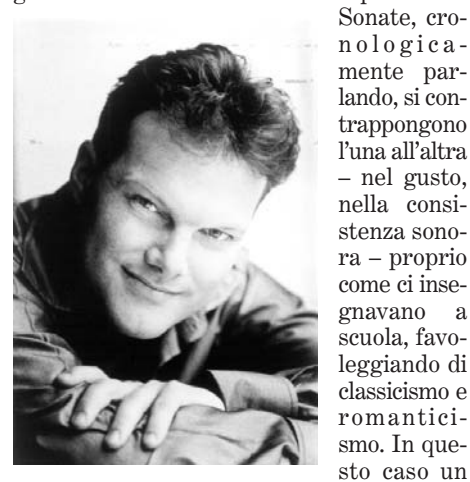 Sonate, cro-
nologica-
mente par-
lando, si con-
trappongono
l'una all'altra
– nel gusto,
nella consi-
stenza sono-
ra – proprio
come ci inse-
gnavano a
scuola, favo-
leggiando di
classicismo e
romantici-
smo. In que-
sto caso un